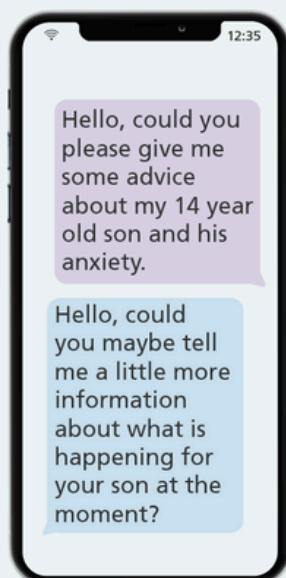 12:35
Hello, could you
please give me
some advice
about my 14 year
old son and his
anxiety.
Hello, could
you maybe tell
me a little more
information
about what is
happening for
your son at the
moment?